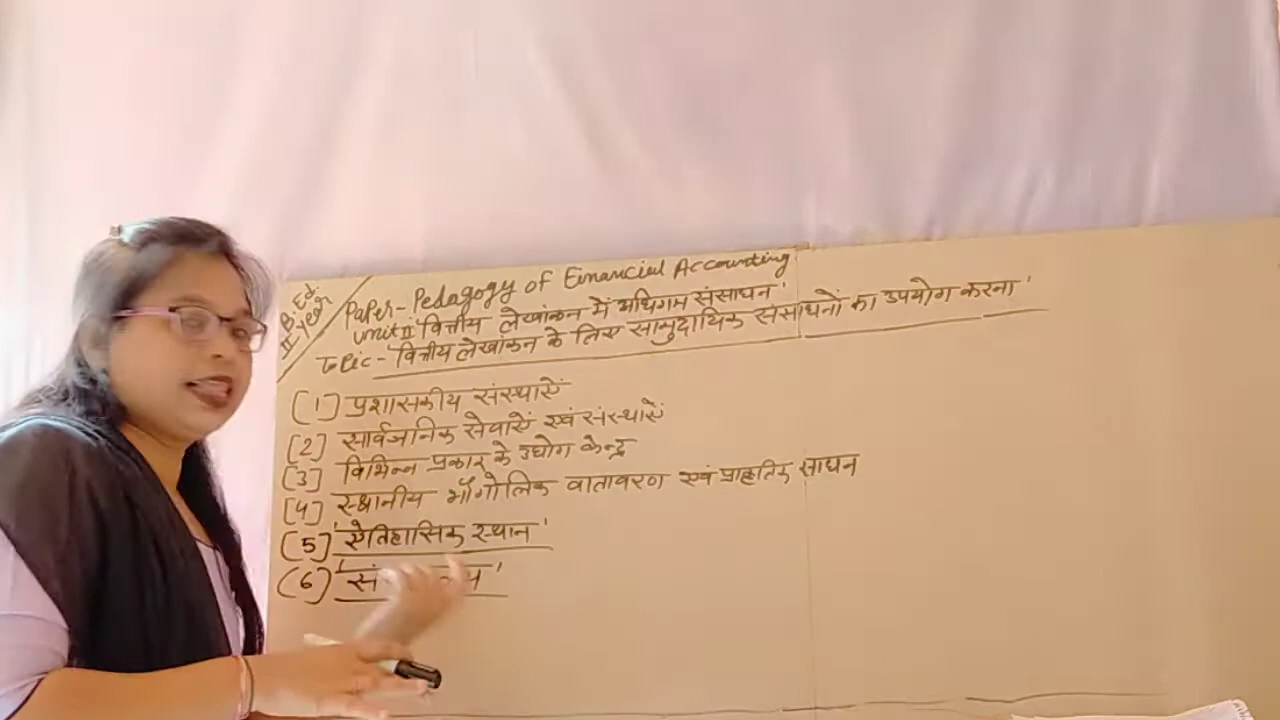 B.Ed.
II Year
Paper- Pedagogy of Financial Accounting
Unit II 'वित्तीय लेखांकन में अधिगम संसाधन'
Topic- 'वित्तीय लेखांकन के लिए सामुदायिक संसाधनों का उपयोग करना'
(1) प्रशासकीय संस्थाऐं
(2) सार्वजनिक सेवाऐं एवं संस्थाऐं
(3) विभिन्न प्रकार के उद्योग केन्द्र
(4) स्थानीय भौगोलिक वातावरण एवं प्राकृतिक साधन
(5) 'ऐतिहासिक स्थान'
(6)